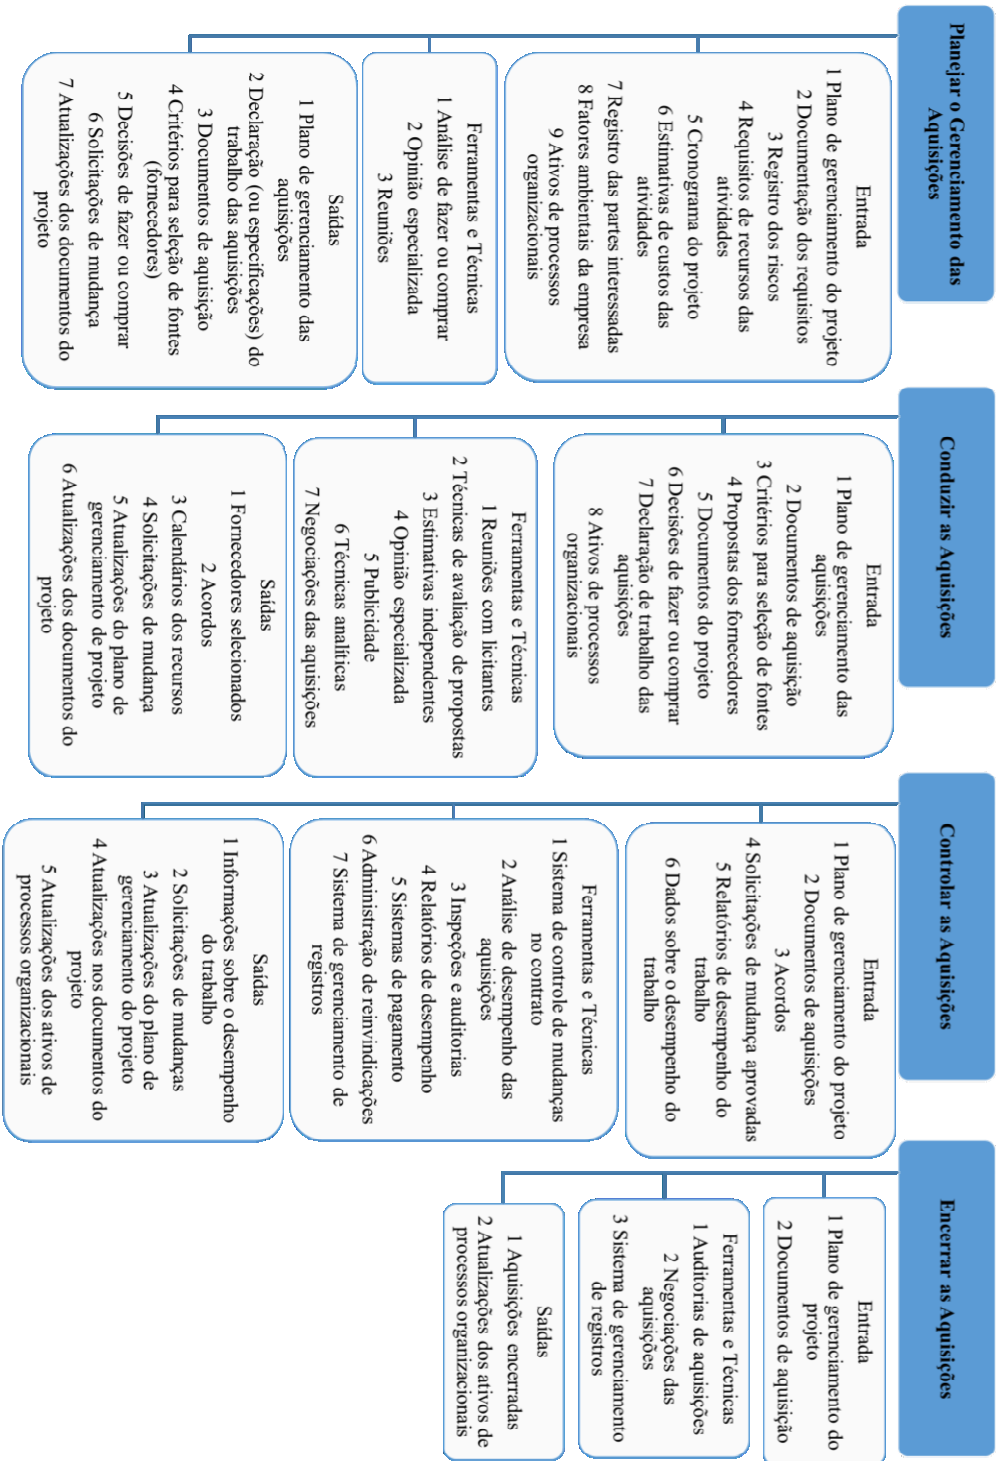 Planejar o Gerenciamento das
Aquisições
Entrada
1 Plano de gerenciamento do projeto
2 Documentação dos requisitos
3 Registro dos riscos
4 Requisitos de recursos das
atividades
5 Cronograma do projeto
6 Estimativas de custos das
atividades
7 Registro das partes interessadas
8 Fatores ambientais da empresa
9 Ativos de processos
organizacionais
Ferramentas e Técnicas
1 Análise de fazer ou comprar
2 Opinião especializada
3 Reuniões
Saídas
1 Plano de gerenciamento das
aquisições
2 Declaração (ou especificações) do
trabalho das aquisições
3 Documentos de aquisição
4 Critérios para seleção de fontes
(fornecedores)
5 Decisões de fazer ou comprar
6 Solicitações de mudança
7 Atualizações dos documentos do
projeto
Conduzir as Aquisições
Entrada
1 Plano de gerenciamento das
aquisições
2 Documentos de aquisição
3 Critérios para seleção de fontes
4 Propostas dos fornecedores
5 Documentos do projeto
6 Decisões de fazer ou comprar
7 Declaração de trabalho das
aquisições
8 Ativos de processos
organizacionais
Ferramentas e Técnicas
1 Reuniões com licitantes
2 Técnicas de avaliação de propostas
3 Estimativas independentes
4 Opinião especializada
5 Publicidade
6 Técnicas analíticas
7 Negociações das aquisições
Saídas
1 Fornecedores selecionados
2 Acordos
3 Calendários dos recursos
4 Solicitações de mudança
5 Atualizações do plano de
gerenciamento de projeto
6 Atualizações dos documentos do
projeto
Controlar as Aquisições
Entrada
1 Plano de gerenciamento do projeto
2 Documentos de aquisições
3 Acordos
4 Solicitações de mudança aprovadas
5 Relatórios de desempenho do
trabalho
6 Dados sobre o desempenho do
trabalho
Ferramentas e Técnicas
1 Sistema de controle de mudanças
no contrato
2 Análise de desempenho das
aquisições
3 Inspeções e auditorias
4 Relatórios de desempenho
5 Sistemas de pagamento
6 Administração de reinvindicações
7 Sistema de gerenciamento de
registros
Saídas
1 Informações sobre o desempenho
do trabalho
2 Solicitações de mudanças
3 Atualizações do plano de
gerenciamento do projeto
4 Atualizações nos documentos do
projeto
5 Atualizações dos ativos de
processos organizacionais
Encerrar as Aquisições
Entrada
1 Plano de gerenciamento do
projeto
2 Documentos de aquisição
Ferramentas e Técnicas
1 Auditorias de aquisições
2 Negociações das
aquisições
3 Sistema de gerenciamento
de registros
Saídas
1 Aquisições encerradas
2 Atualizações dos ativos de
processos organizacionais